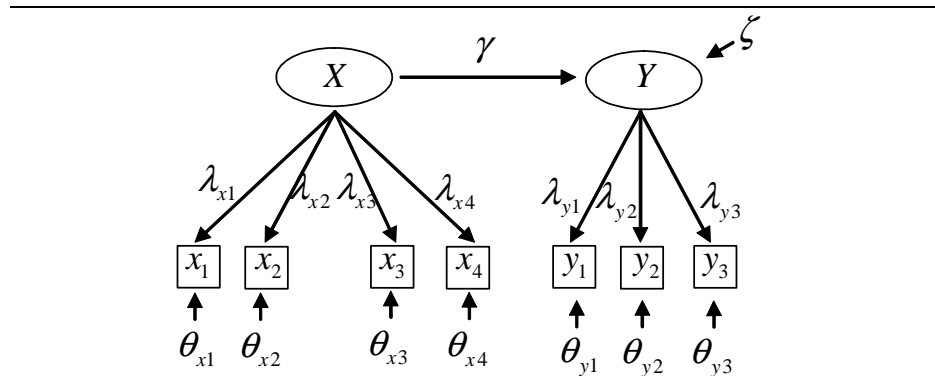 γ ζ
X Y
λx1 λx2 λx3 λx4 λy1 λy2 λy3
x1 x2 x3 x4 y1 y2 y3
θx1 θx2 θx3 θx4 θy1 θy2 θy3